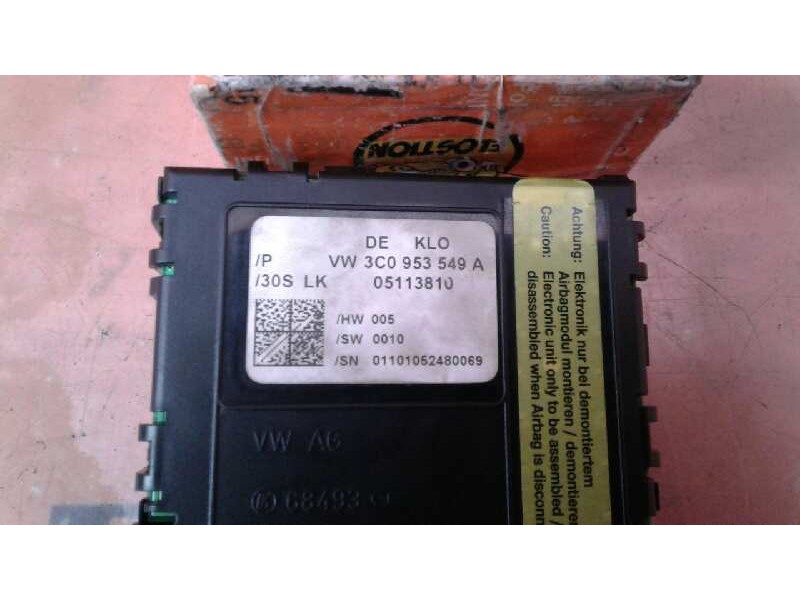 BOSTION
DE KLO
/P VW 3C0 953 549 A
/30S LK 05113810
/HW 005
/SW 0010
/SN 01101052480069
VW AG
68493
Achtung: Elektronik nur bei demontiertem
Airbagmodul montieren / demontieren
Caution: Electronic unit only to be assembled /
disassembled when Airbag is disconn